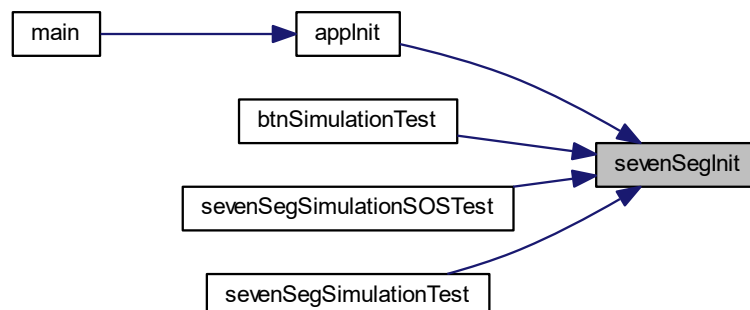 main
appInit
btnSimulationTest
sevenSegInit
sevenSegSimulationSOSTest
sevenSegSimulationTest